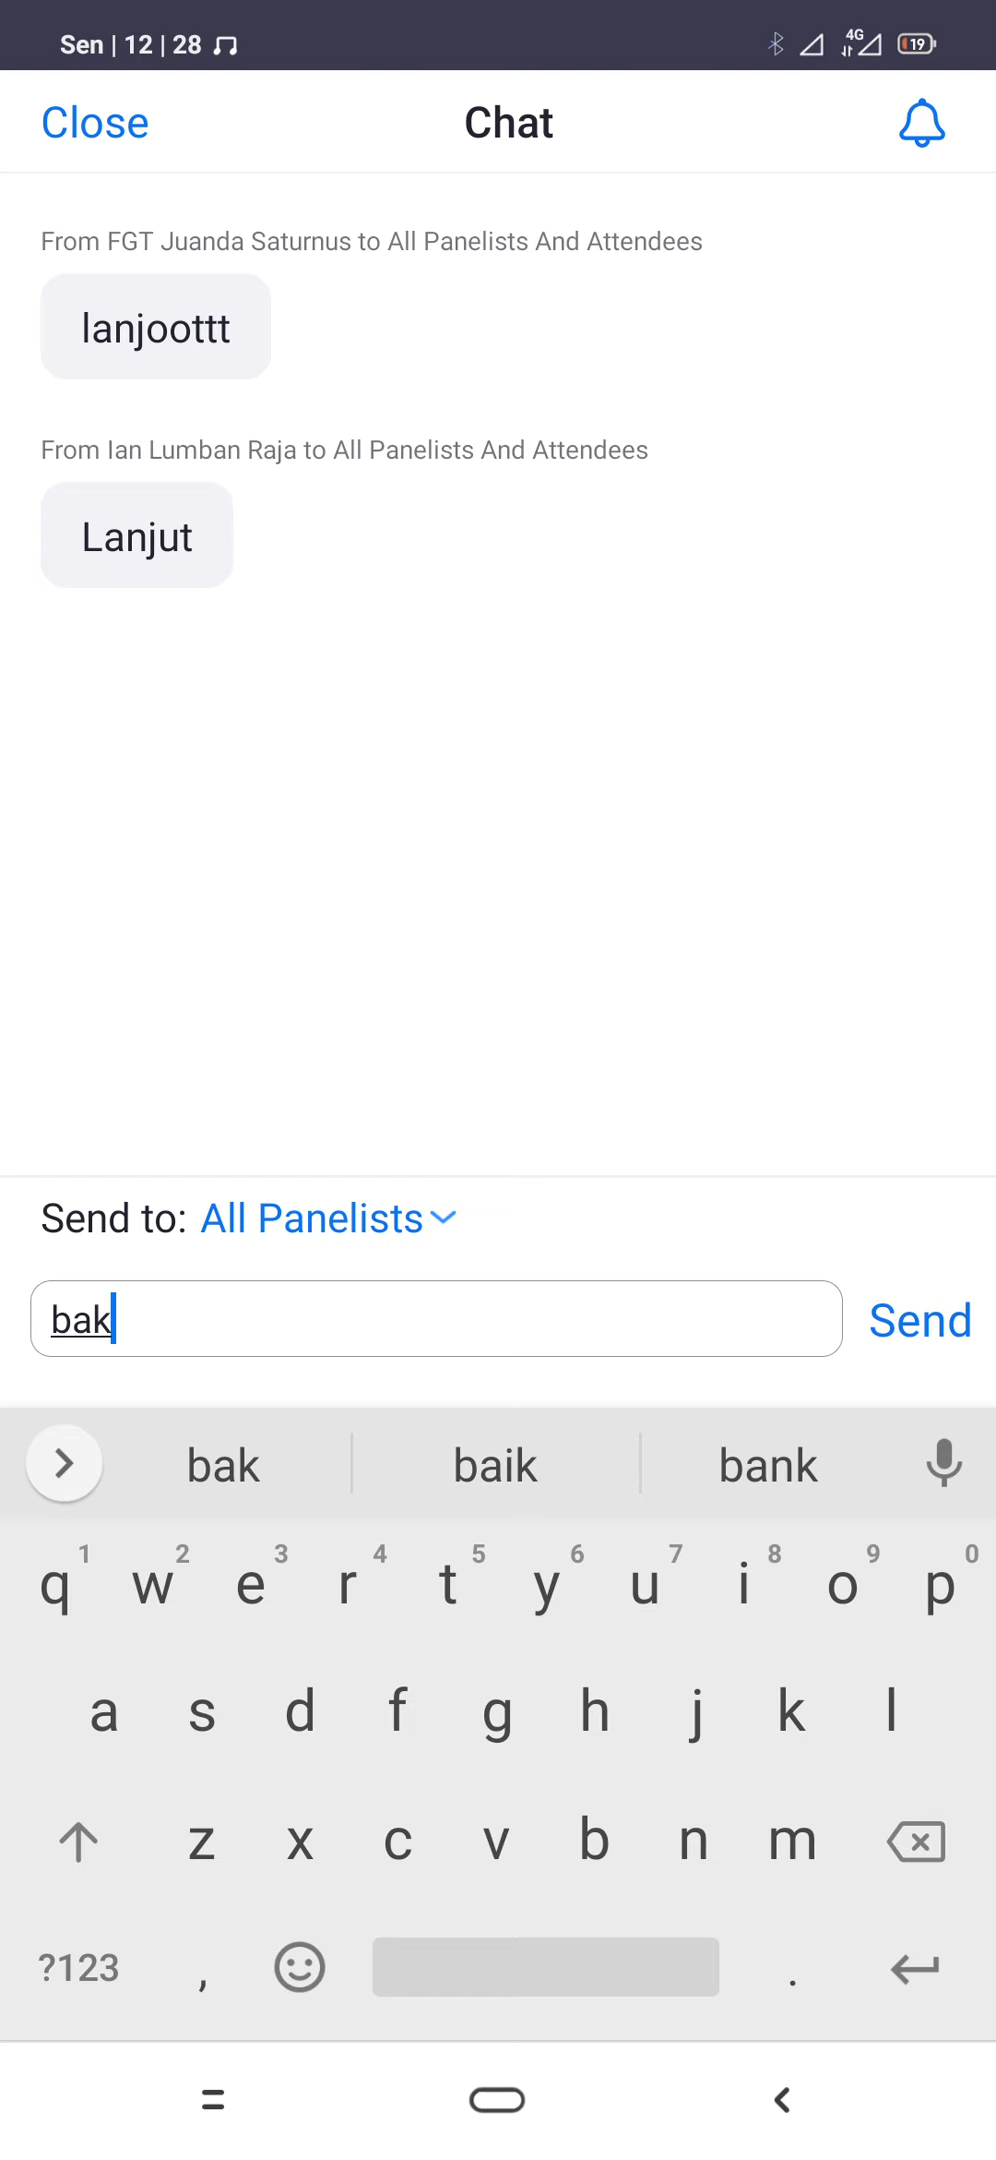 Sen | 12 | 28
4G
19
Close
Chat
From FGT Juanda Saturnus to All Panelists And Attendees
lanjoottt
From Ian Lumban Raja to All Panelists And Attendees
Lanjut
Send to: All Panelists
bak
Send
bak baik bank
1 2 3 4 5 6 7 8 9 0
q w e r t y u i o p
a s d f g h j k l
z x c v b n m
?123 , .